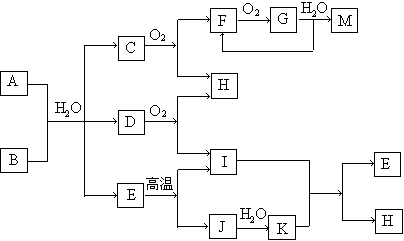 F O₂ G H₂O M
C O₂
A H₂O H
D O₂
B
E 高温 I E
J H₂O K H